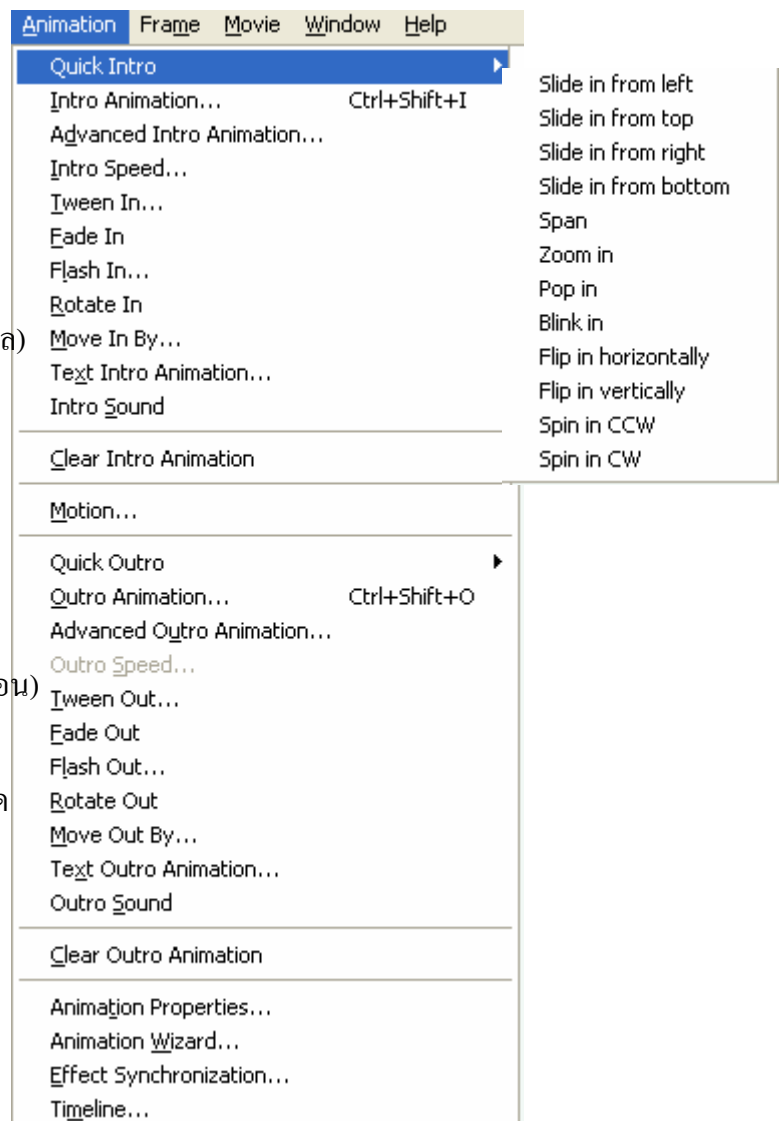 Animation Frame Movie Window Help
Quick Intro
Intro Animation... Ctrl+Shift+I
Advanced Intro Animation...
Intro Speed...
Tween In...
Fade In
Flash In...
Rotate In
ล) Move In By...
Text Intro Animation...
Intro Sound
Clear Intro Animation
Motion...
Quick Outro
Outro Animation... Ctrl+Shift+O
Advanced Outro Animation...
Outro Speed...
อน) Tween Out...
Fade Out
Flash Out...
Rotate Out
Move Out By...
Text Outro Animation...
Outro Sound
Clear Outro Animation
Animation Properties...
Animation Wizard...
Effect Synchronization...
Timeline...
Slide in from left
Slide in from top
Slide in from right
Slide in from bottom
Span
Zoom in
Pop in
Blink in
Flip in horizontally
Flip in vertically
Spin in CCW
Spin in CW